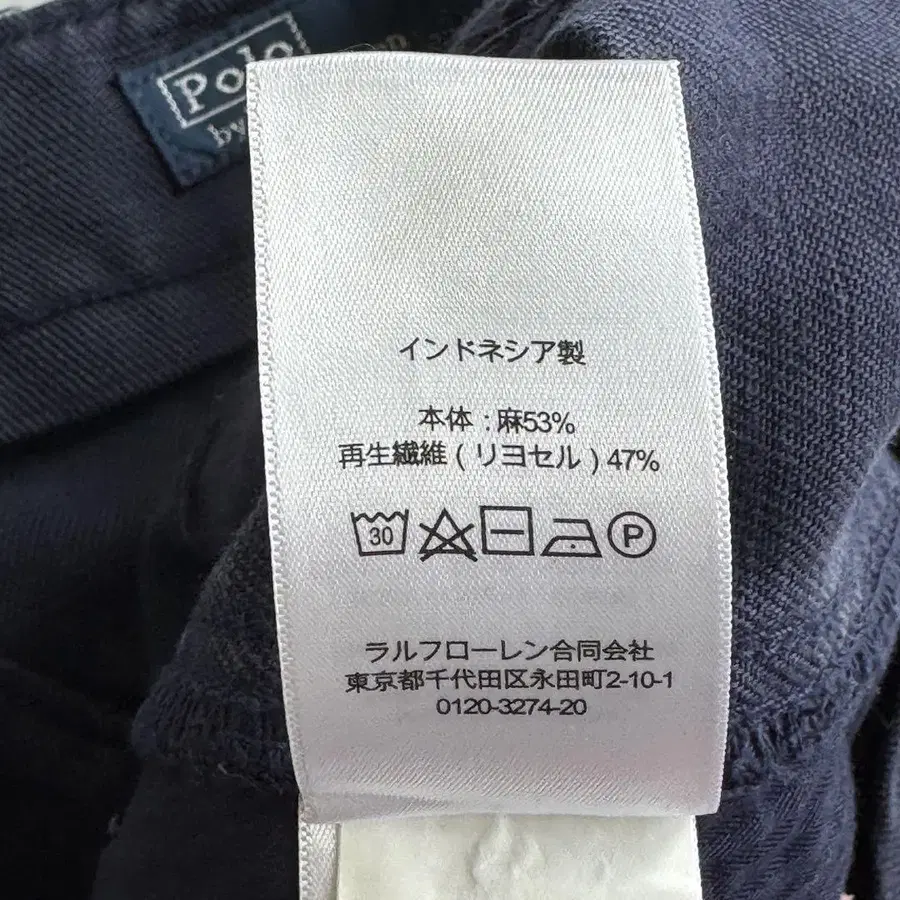 Polo
by
インドネシア製
本体 : 麻53%
再生繊維 ( リヨセル ) 47%
30 P
ラルフローレン合同会社
東京都千代田区永田町2-10-1
0120-3274-20